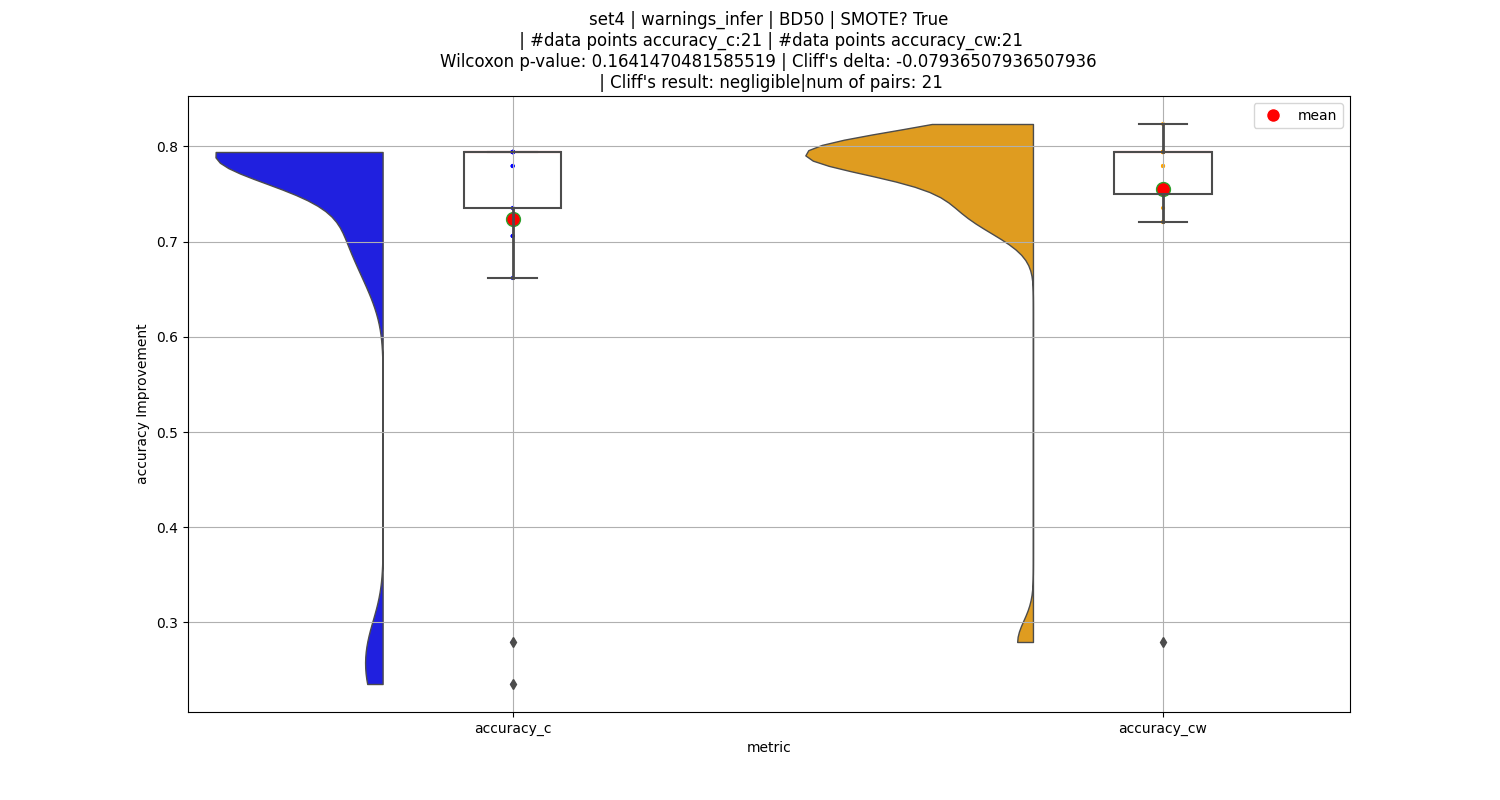 set4 | warnings_infer | BD50 | SMOTE? True
| #data points accuracy_c:21 | #data points accuracy_cw:21
Wilcoxon p-value: 0.1641470481585519 | Cliff's delta: -0.07936507936507936
| Cliff's result: negligible|num of pairs: 21
mean
0.8
0.7
0.6
0.5
0.4
0.3
accuracy Improvement
accuracy_c
accuracy_cw
metric